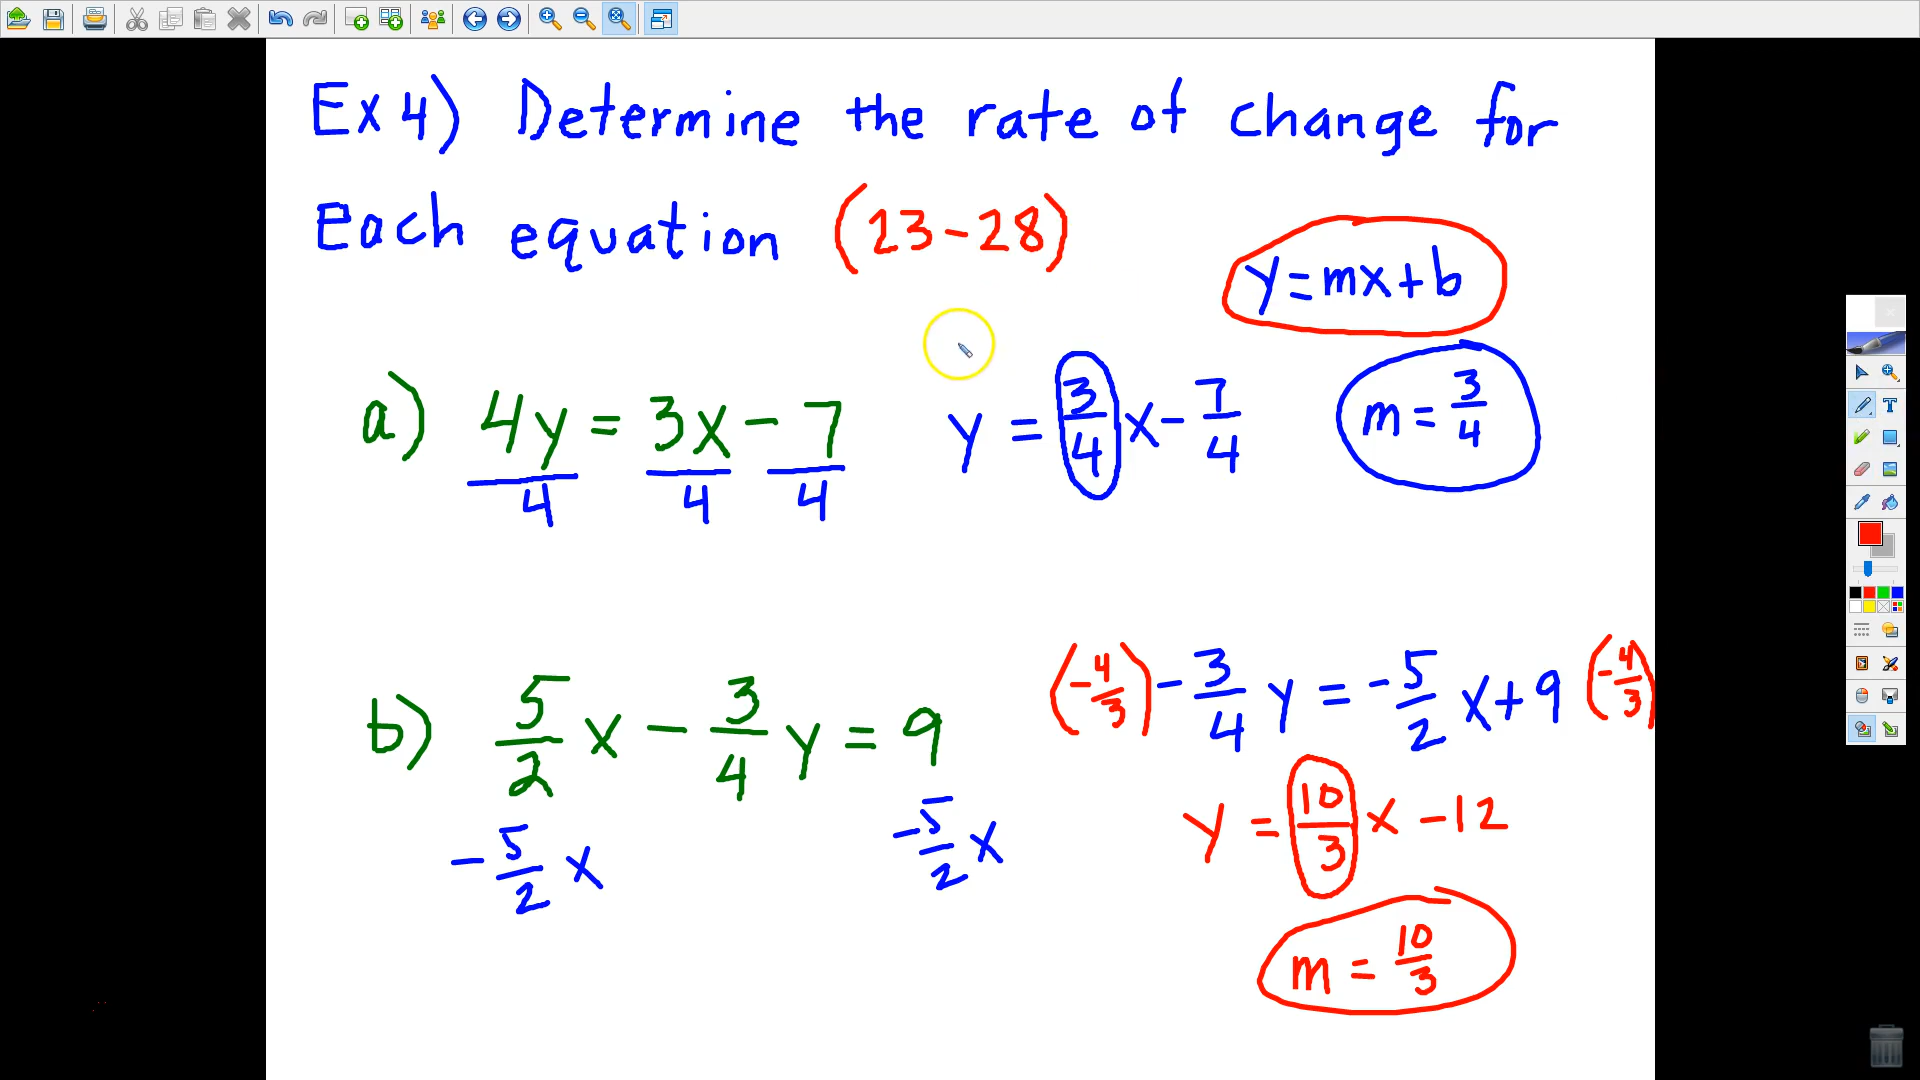 Ex 4) Determine the rate of change for
Each equation (23-28)
y=mx+b
a) 4y = 3x - 7
4 4 4
y = 3/4 x - 7/4
m = 3/4
b) 5/2 x - 3/4 y = 9
-5/2 x -5/2 x
(-4/3) -3/4 y = -5/2 x + 9 (-4/3)
y = 10/3 x - 12
m = 10/3